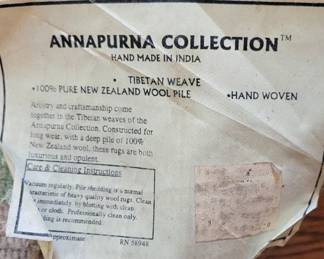 ANNAPURNA COLLECTION™
HAND MADE IN INDIA
• TIBETAN WEAVE
•100% PURE NEW ZEALAND WOOL PILE •HAND WOVEN
Artistry and craftsmanship come
together in the Tibetan weaves of the
Annapurna Collection. Constructed for
long wear, with a deep pile of 100%
New Zealand wool, these rugs are both
luxurious and opulent.
Care & Cleaning Instructions
Vacuum regularly. Pile shedding is a normal
characteristic of heavy quality wool rugs. Clean
immediately, by blotting with clean
or cloth. Professionally clean only.
is recommended.
approximate RN 58948